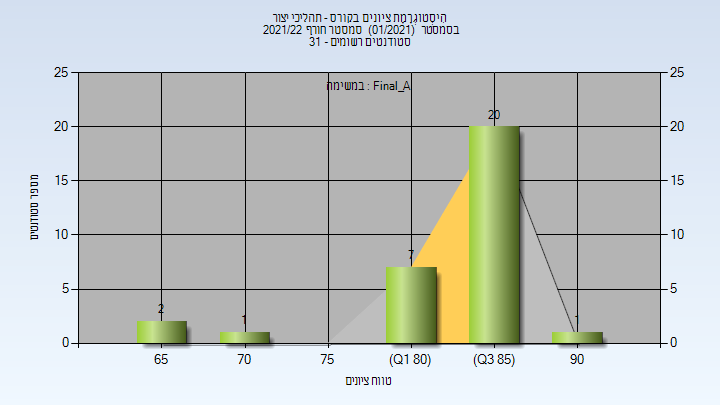 הִיסְטוֹגְרָמַת ציונים בקורס - תהליכי יצור
בסמסטר (01/2021) סמסטר חורף 2021/22
סטודנטים רשומים - 31
במשימה : Final_A
מספר סטודנטים
25
20
15
10
5
0
25
20
15
10
5
0
2
1
7
20
1
65
70
75
(Q1 80)
(Q3 85)
90
טווח ציונים